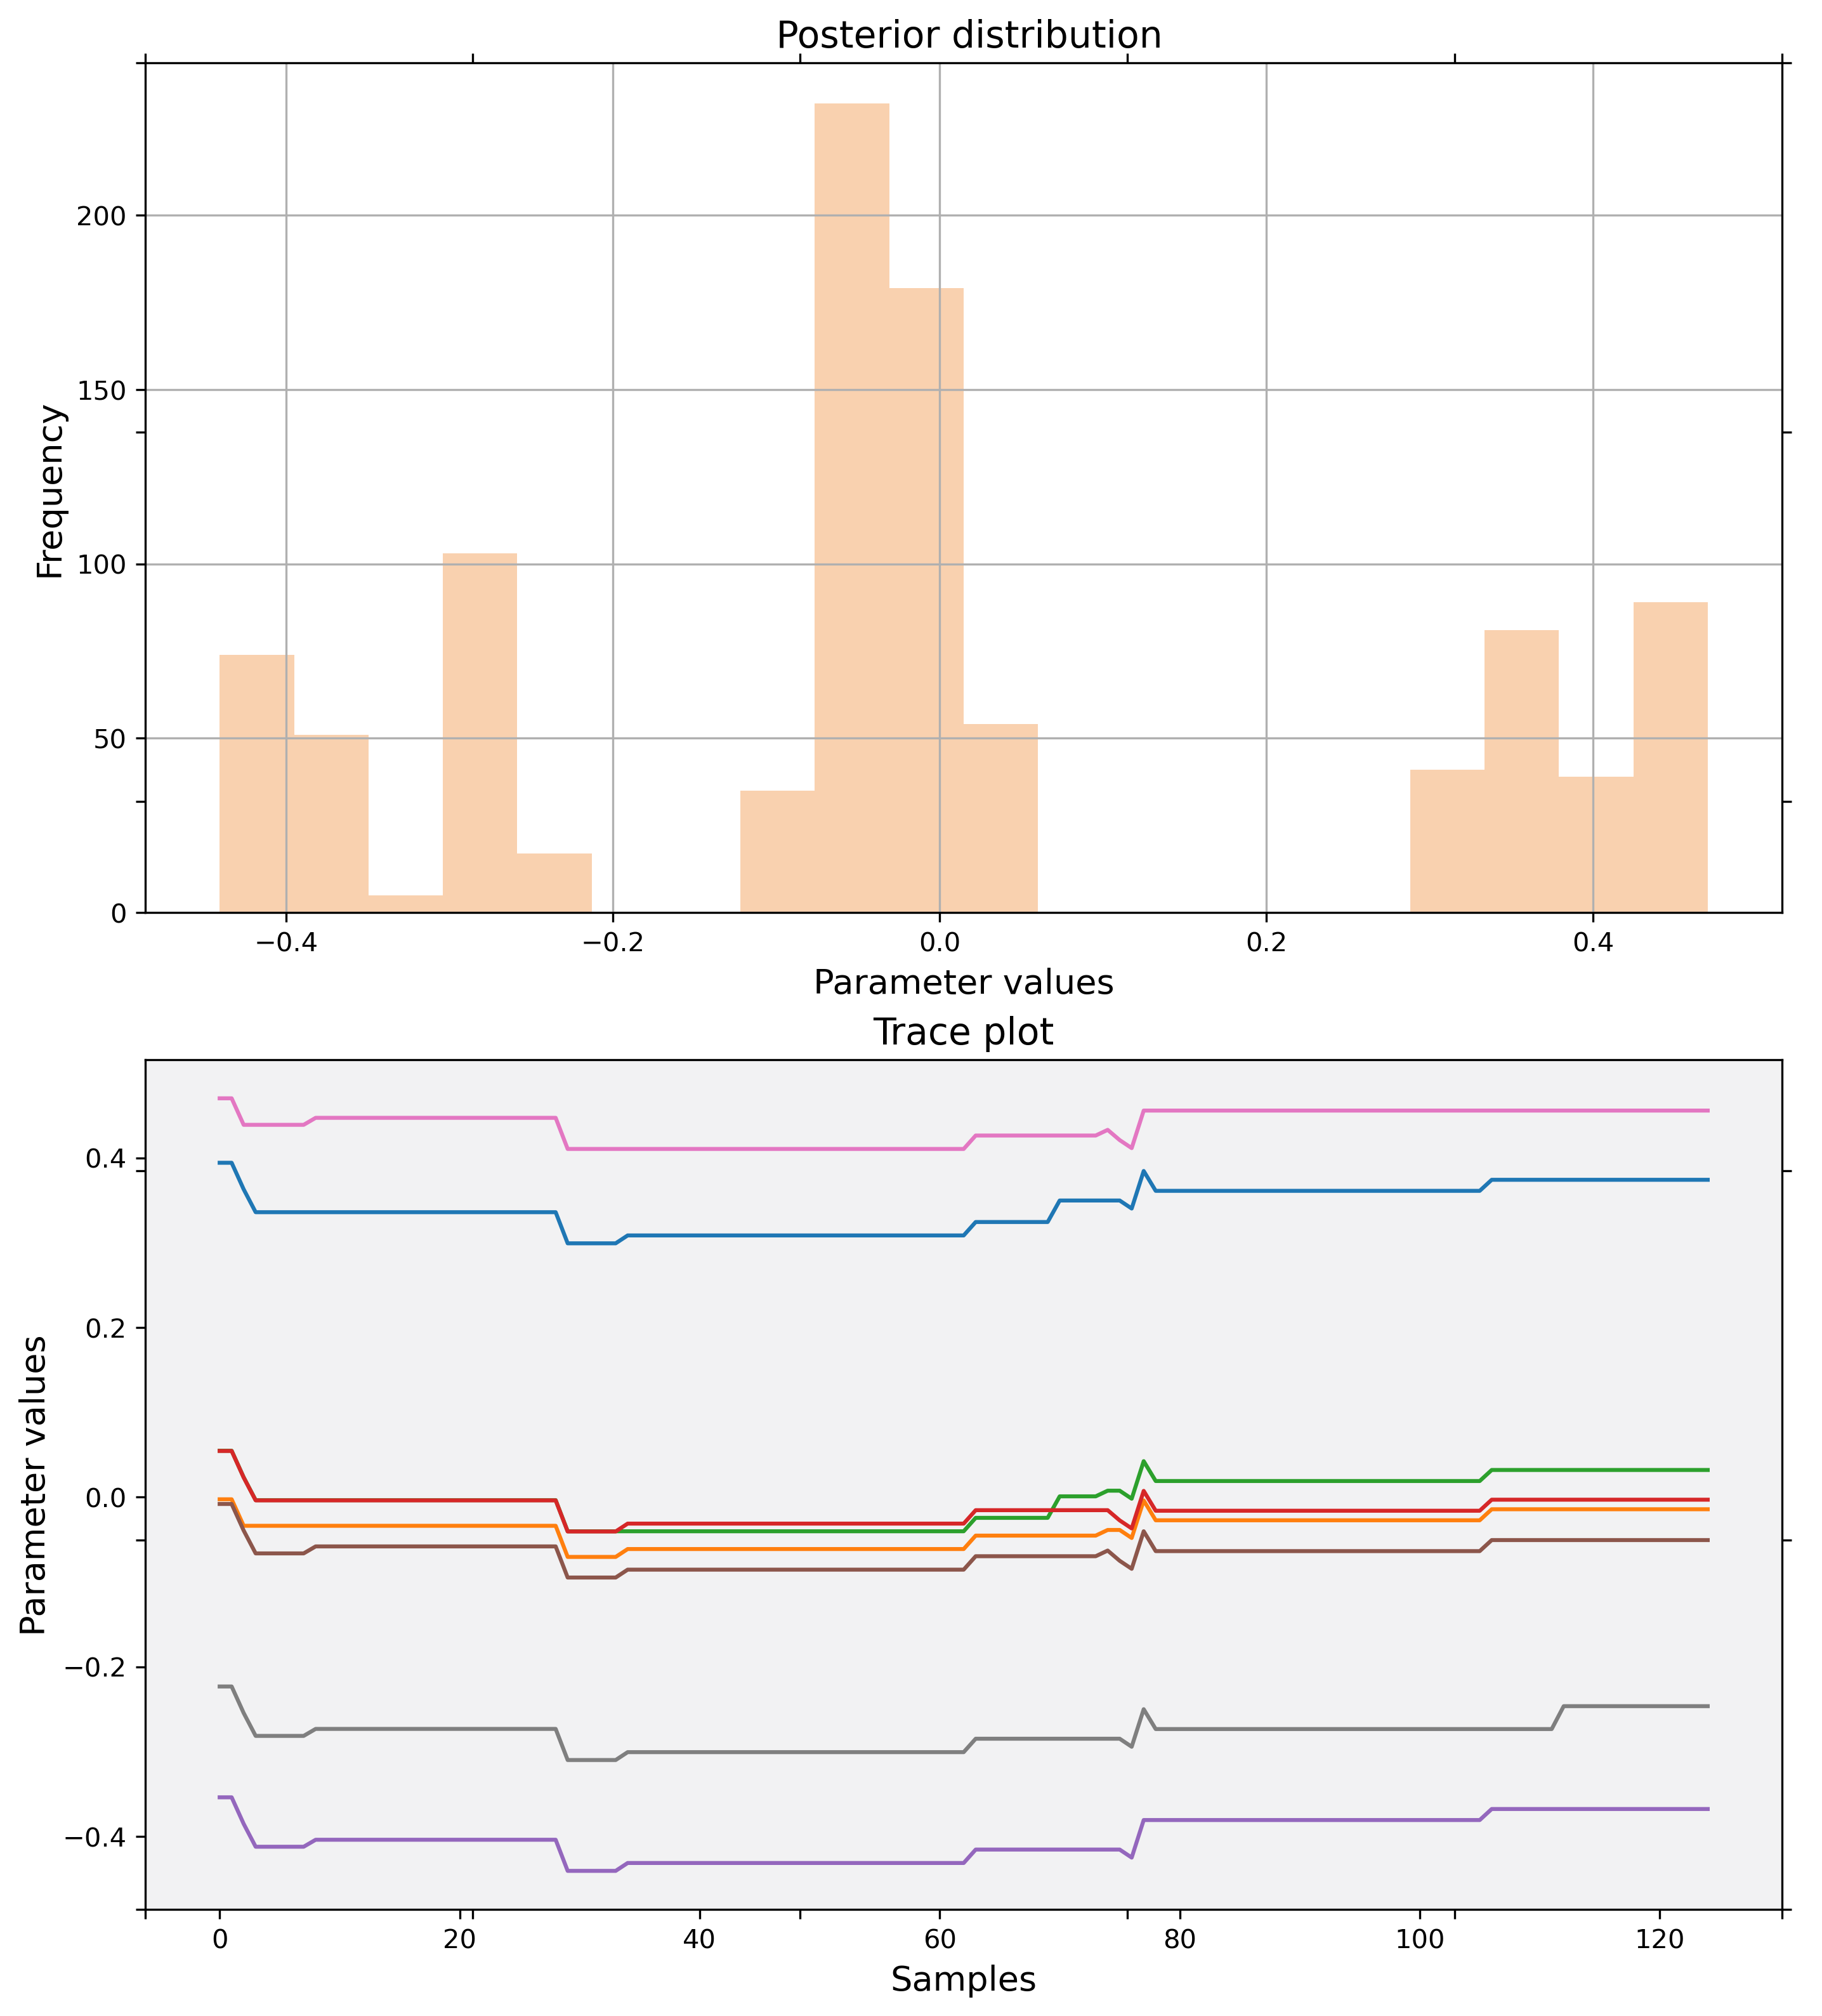 Posterior distribution
200
150
100
50
0
Frequency
−0.4 −0.2 0.0 0.2 0.4
Parameter values
Trace plot
0.4
0.2
0.0
−0.2
−0.4
Parameter values
0 20 40 60 80 100 120
Samples